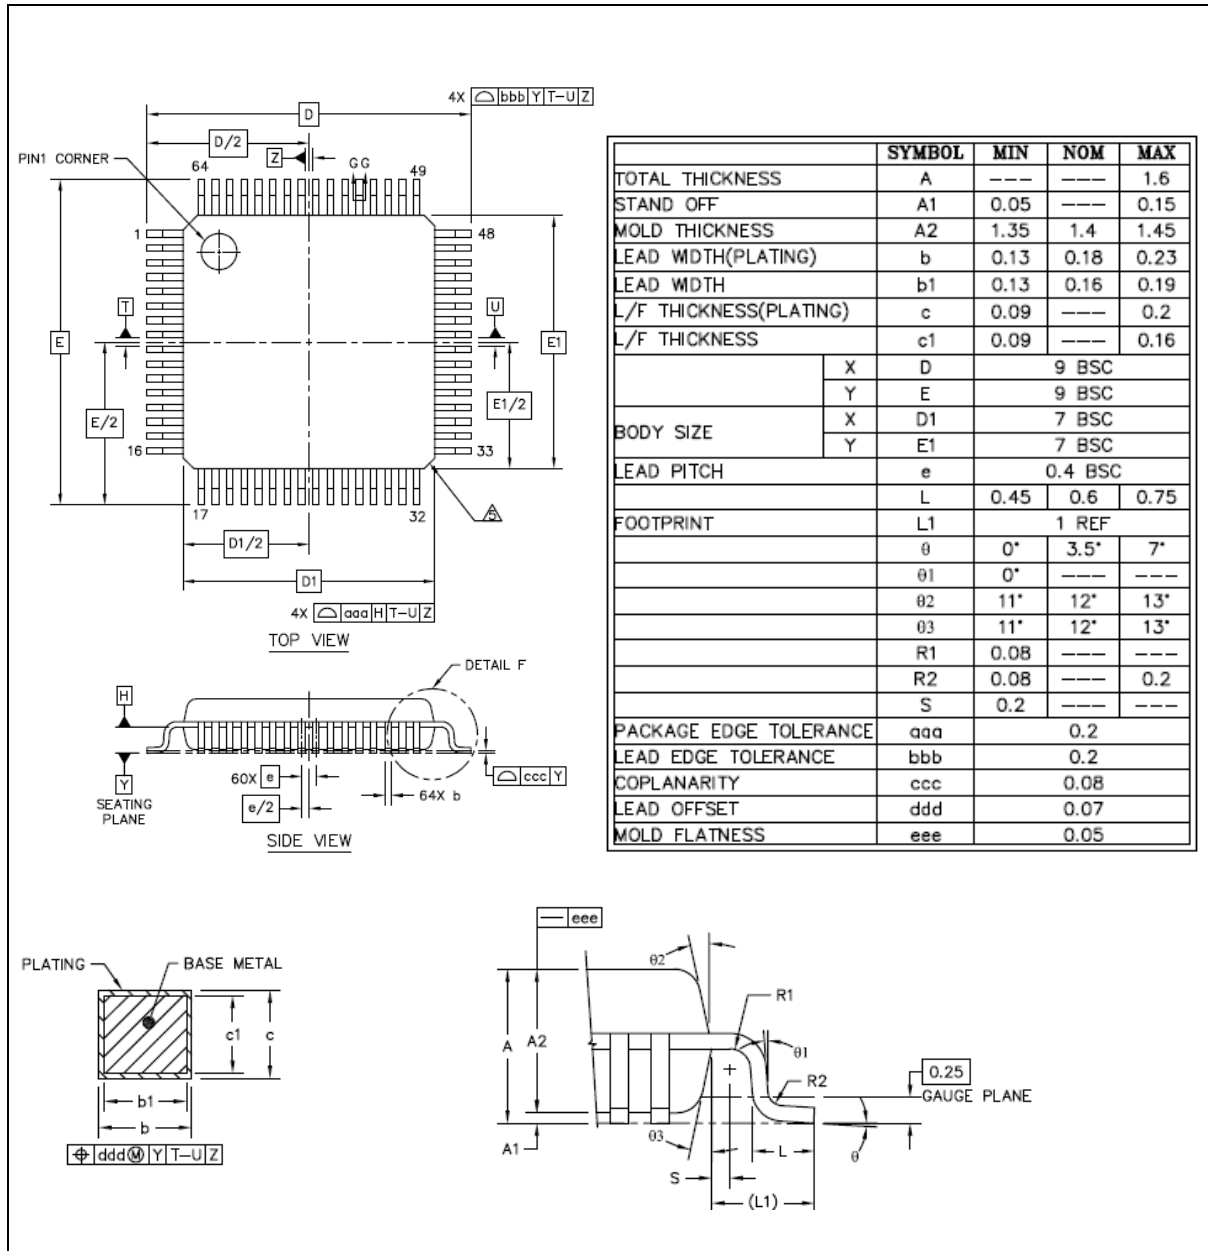 4X ⌓ bbb Y T-U Z
D
D/2
Z
G G
PIN1 CORNER
64
49
1
48
T
U
E
E1
E/2
E1/2
16
33
17
32
5
D1/2
D1
4X ⌓ aaa H T-U Z
TOP VIEW
DETAIL F
H
Y
SEATING
PLANE
60X e
e/2
64X b
⌓ ccc Y
SIDE VIEW
SYMBOL MIN NOM MAX
TOTAL THICKNESS A --- --- 1.6
STAND OFF A1 0.05 --- 0.15
MOLD THICKNESS A2 1.35 1.4 1.45
LEAD WIDTH(PLATING) b 0.13 0.18 0.23
LEAD WIDTH b1 0.13 0.16 0.19
L/F THICKNESS(PLATING) c 0.09 --- 0.2
L/F THICKNESS c1 0.09 --- 0.16
X D 9 BSC
Y E 9 BSC
BODY SIZE X D1 7 BSC
Y E1 7 BSC
LEAD PITCH e 0.4 BSC
L 0.45 0.6 0.75
FOOTPRINT L1 1 REF
θ 0° 3.5° 7°
θ1 0° --- ---
θ2 11° 12° 13°
θ3 11° 12° 13°
R1 0.08 --- ---
R2 0.08 --- 0.2
S 0.2 --- ---
PACKAGE EDGE TOLERANCE aaa 0.2
LEAD EDGE TOLERANCE bbb 0.2
COPLANARITY ccc 0.08
LEAD OFFSET ddd 0.07
MOLD FLATNESS eee 0.05
PLATING
BASE METAL
c1
c
b1
b
⌖ ddd Ⓜ Y T-U Z
— eee
θ2
R1
A
A2
θ1
R2
0.25
GAUGE PLANE
A1
θ3
L
θ
S
(L1)